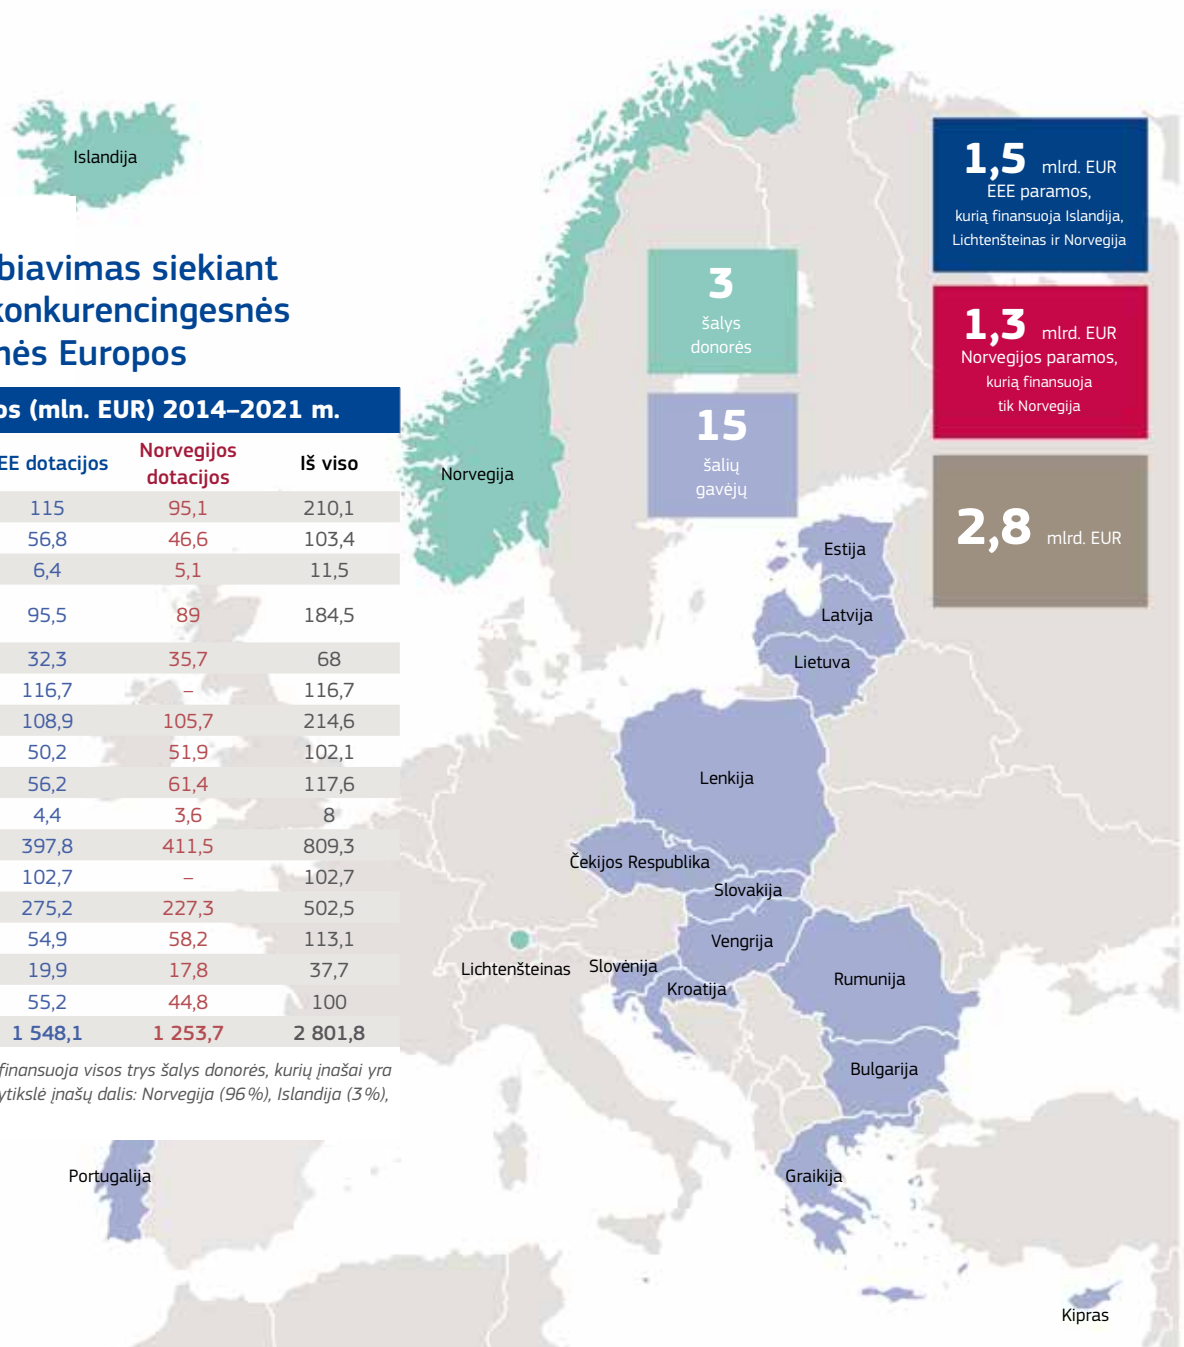 Islandija
biavimas siekiant
konkurencingesnės
nės Europos
os (mln. EUR) 2014–2021 m.
EE dotacijos Norvegijos dotacijos Iš viso
115 95,1 210,1
56,8 46,6 103,4
6,4 5,1 11,5
95,5 89 184,5
32,3 35,7 68
116,7 – 116,7
108,9 105,7 214,6
50,2 51,9 102,1
56,2 61,4 117,6
4,4 3,6 8
397,8 411,5 809,3
102,7 – 102,7
275,2 227,3 502,5
54,9 58,2 113,1
19,9 17,8 37,7
55,2 44,8 100
1 548,1 1 253,7 2 801,8
finansuoja visos trys šalys donorės, kurių įnašai yra
ytikslė įnašų dalis: Norvegija (96 %), Islandija (3 %),
3
šalys
donorės
15
šalių
gavėjų
1,5 mlrd. EUR
EEE paramos,
kurią finansuoja Islandija,
Lichtenšteinas ir Norvegija
1,3 mlrd. EUR
Norvegijos paramos,
kurią finansuoja
tik Norvegija
2,8 mlrd. EUR
Norvegija
Estija
Latvija
Lietuva
Lenkija
Čekijos Respublika
Slovakija
Vengrija
Lichtenšteinas
Slovėnija
Kroatija
Rumunija
Bulgarija
Portugalija
Graikija
Kipras